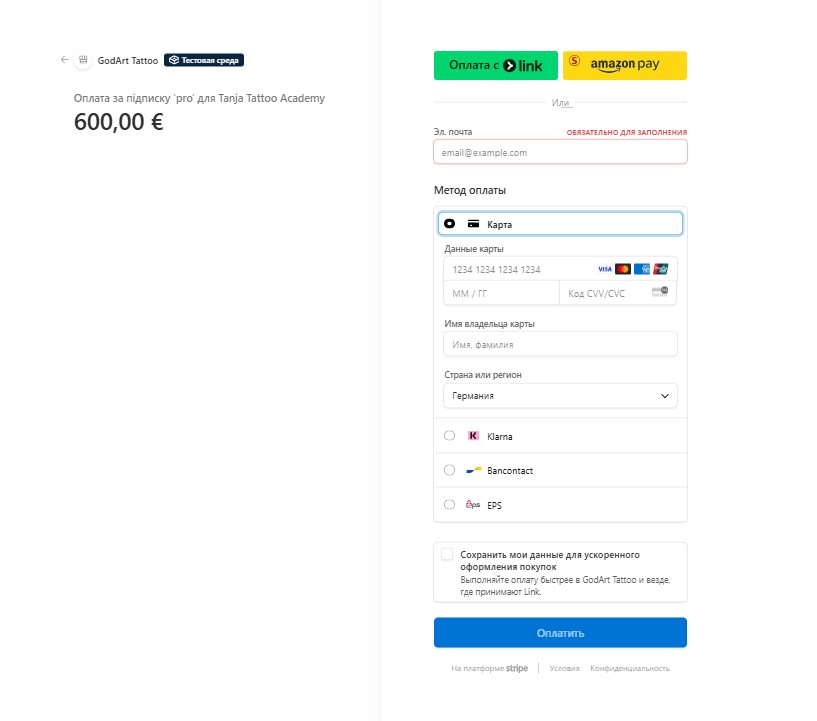 GodArt Tattoo Тестовая среда
Оплата за підписку 'pro' для Tanja Tattoo Academy
600,00 €
Оплата с link
amazon pay
Или
Эл. почта
ОБЯЗАТЕЛЬНО ДЛЯ ЗАПОЛНЕНИЯ
email@example.com
Метод оплаты
Карта
Данные карты
1234 1234 1234 1234
VISA
ММ / ГГ
Код CVV/CVC
Имя владельца карты
Имя, фамилия
Страна или регион
Германия
K Klarna
Bancontact
eps EPS
Сохранить мои данные для ускоренного
оформления покупок
Выполняйте оплату быстрее в GodArt Tattoo и везде,
где принимают Link.
Оплатить
На платформе stripe
Условия
Конфиденциальность